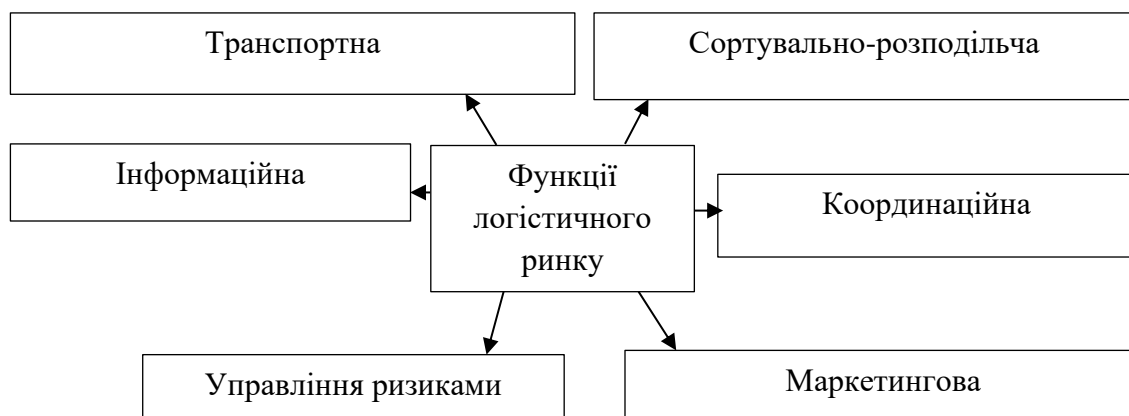 Транспортна
Сортувально-розподільча
Інформаційна
Функції
логістичного
ринку
Координаційна
Управління ризиками
Маркетингова